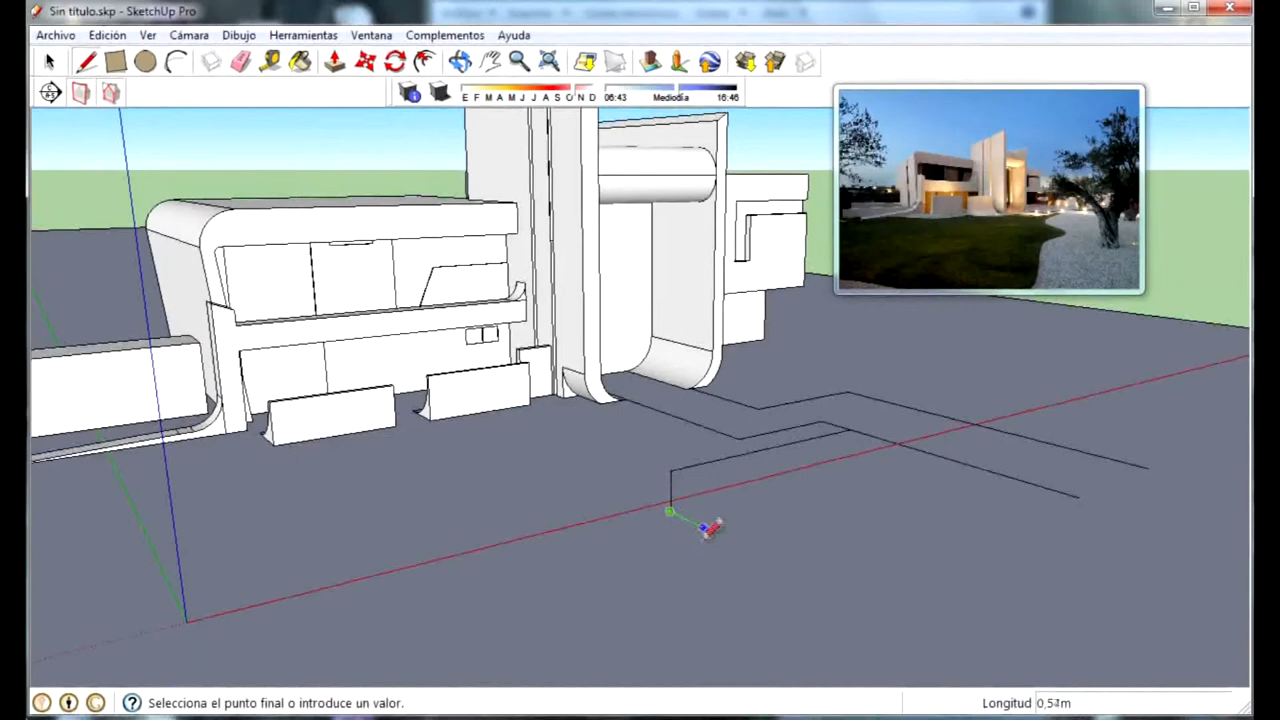 Sin título.skp - SketchUp Pro
Archivo Edición Ver Cámara Dibujo Herramientas Ventana Complementos Ayuda
E F M A M J J A S O N D 06:43 Mediodía 16:46
Selecciona el punto final o introduce un valor. Longitud